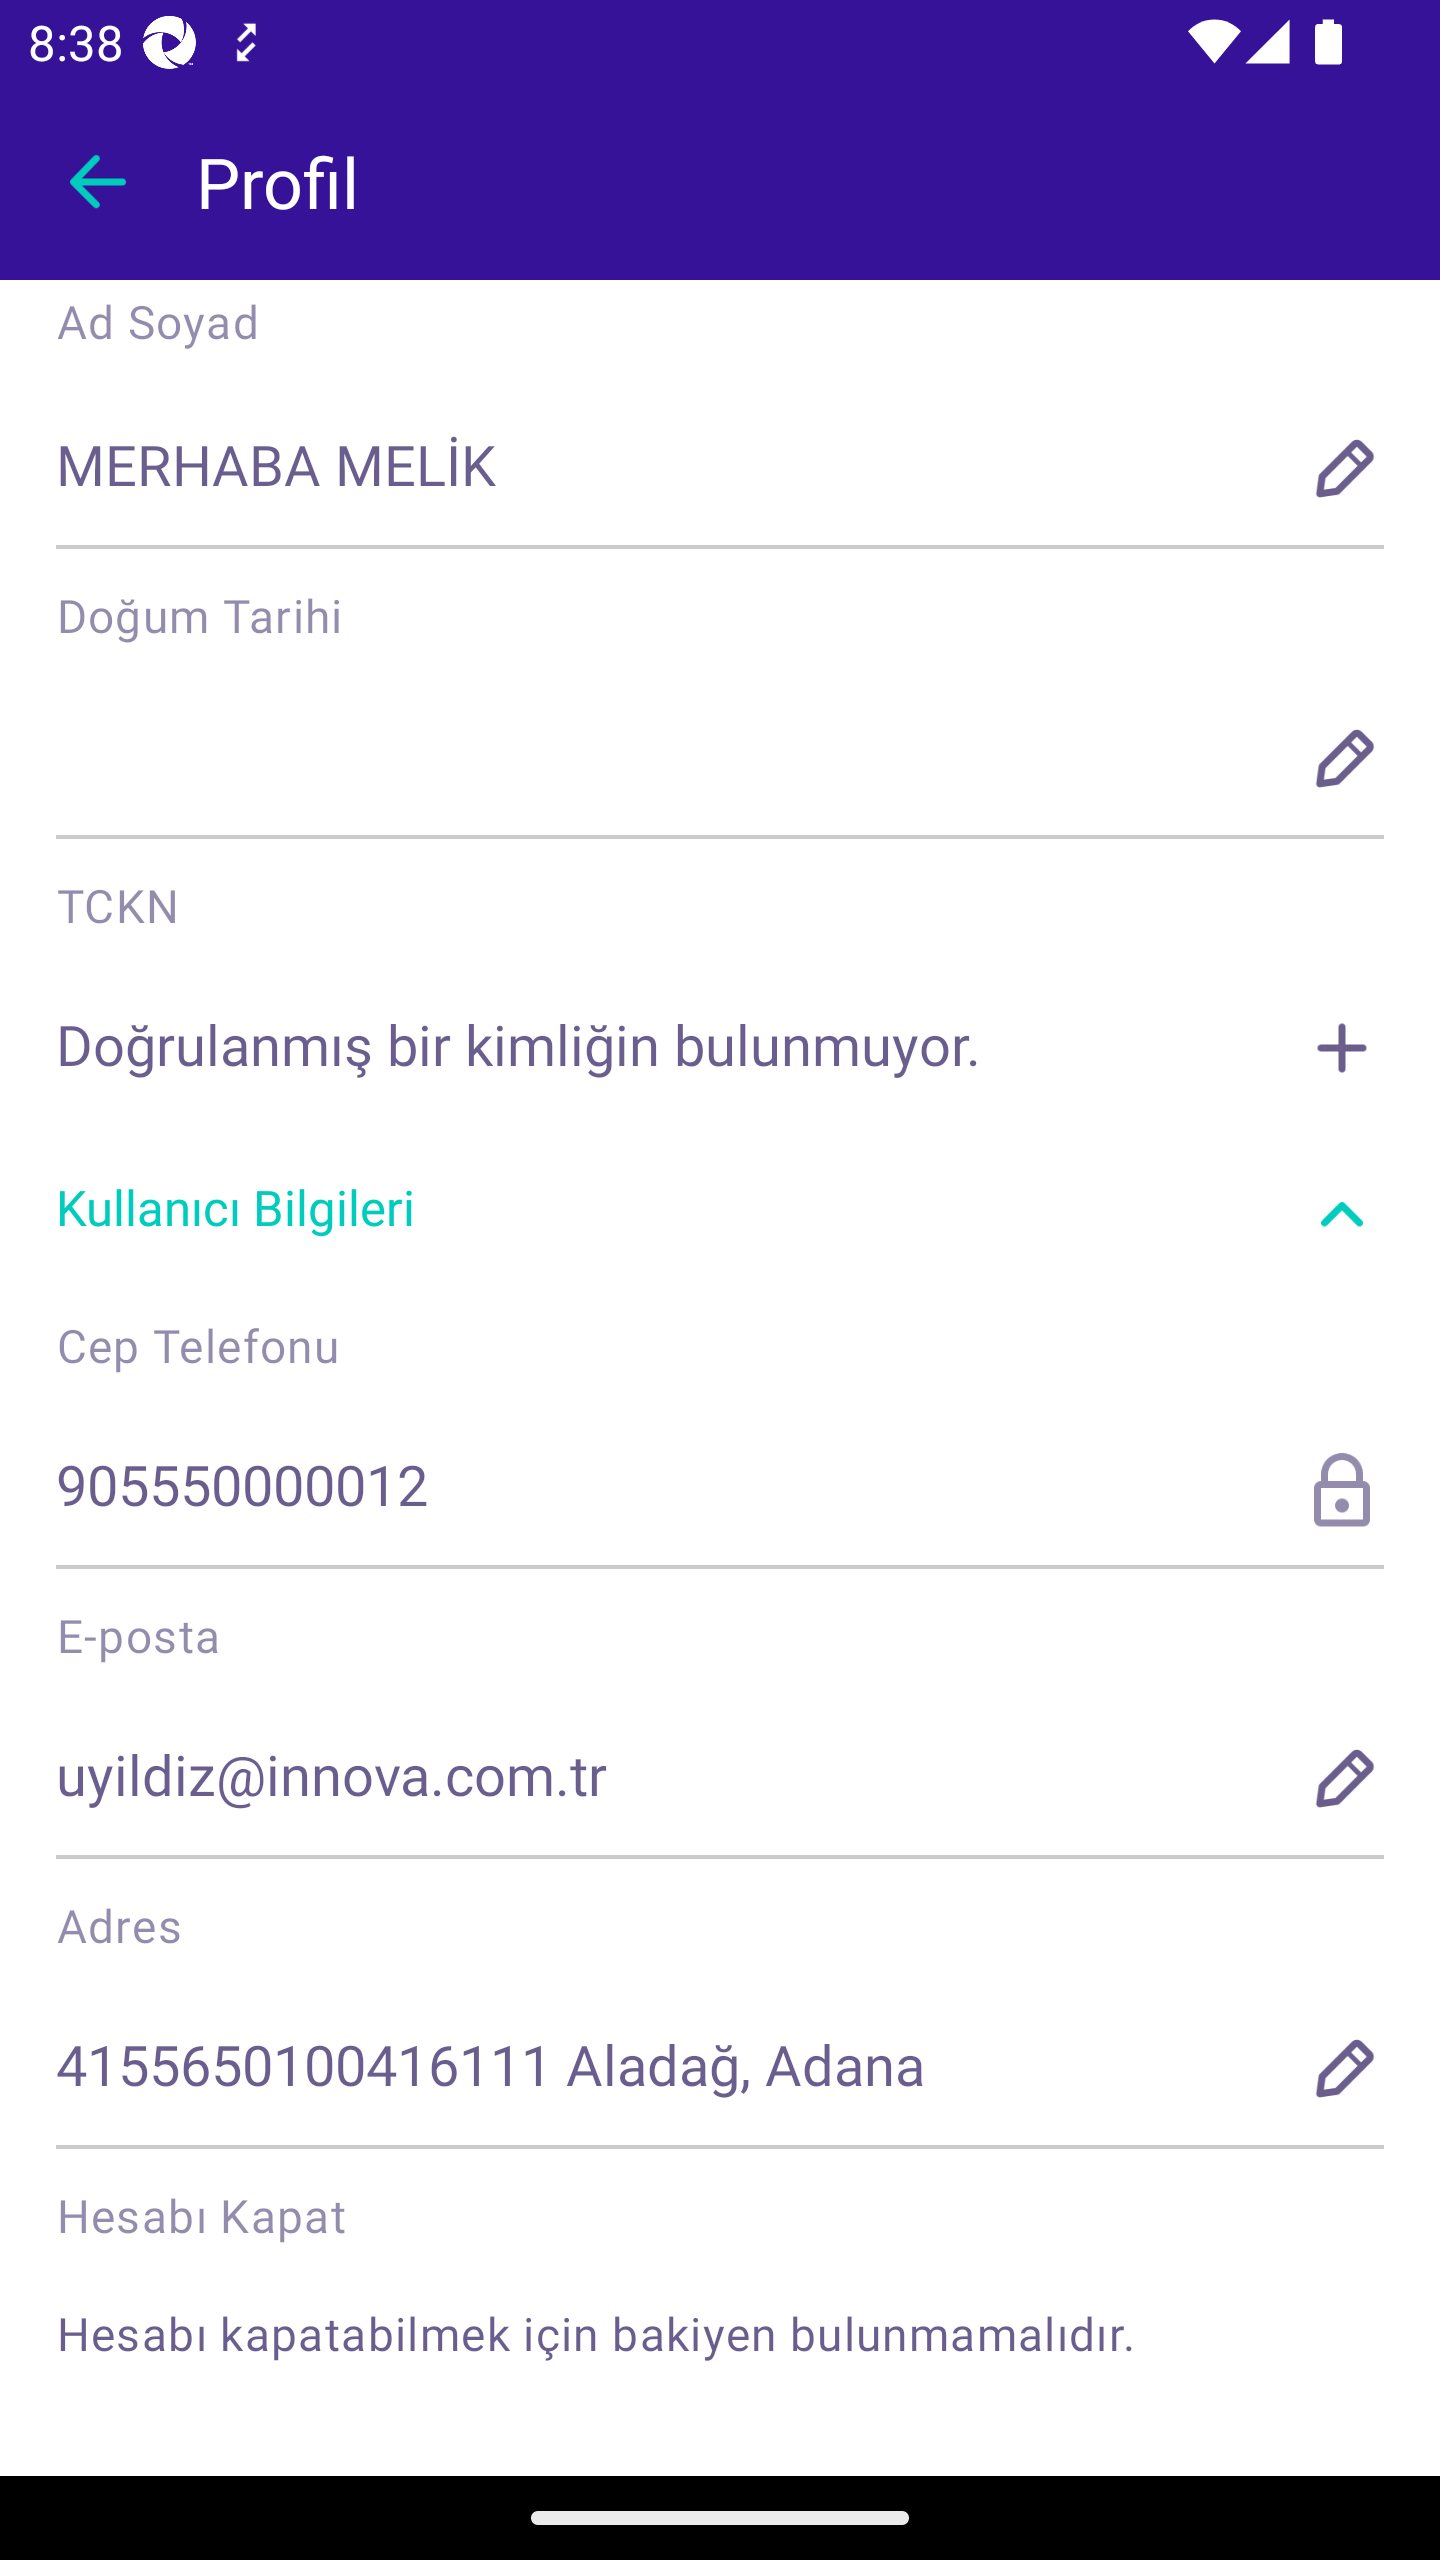 8:38
Profil
Ad Soyad
MERHABA MELİK
Doğum Tarihi
TCKN
Doğrulanmış bir kimliğin bulunmuyor.
Kullanıcı Bilgileri
Cep Telefonu
905550000012
E-posta
uyildiz@innova.com.tr
Adres
4155650100416111 Aladağ, Adana
Hesabı Kapat
Hesabı kapatabilmek için bakiyen bulunmamalıdır.